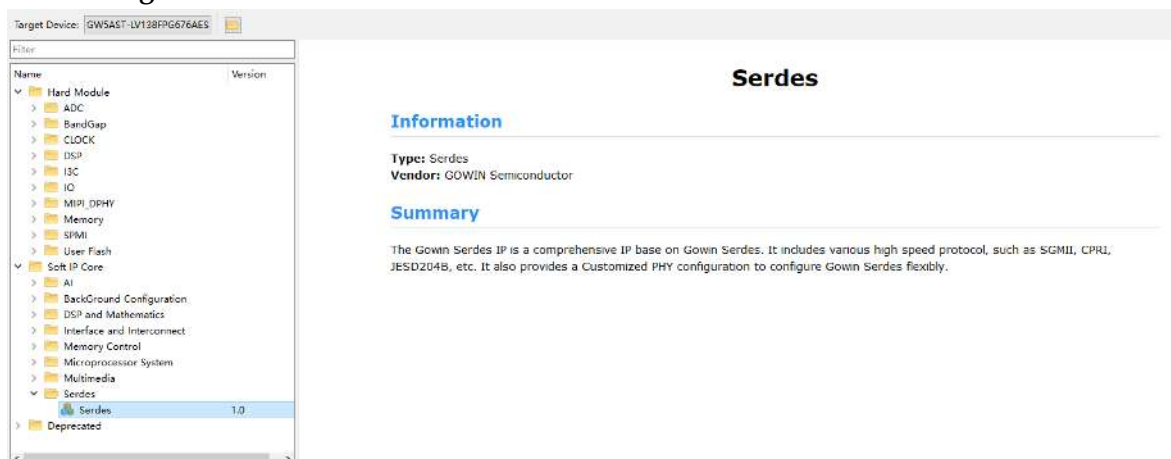 Target Device: GW5AST-LV138FPG676AES
Filter
Name Version
Hard Module
ADC
BandGap
CLOCK
DSP
I3C
IO
MIPI_DPHY
Memory
SPMI
User Flash
Soft IP Core
AI
BackGround Configuration
DSP and Mathematics
Interface and Interconnect
Memory Control
Microprocessor System
Multimedia
Serdes
Serdes 1.0
Deprecated
Serdes
Information
Type: Serdes
Vendor: GOWIN Semiconductor
Summary
The Gowin Serdes IP is a comprehensive IP base on Gowin Serdes. It includes various high speed protocol, such as SGMII, CPRI,
JESD204B, etc. It also provides a Customized PHY configuration to configure Gowin Serdes flexibly.